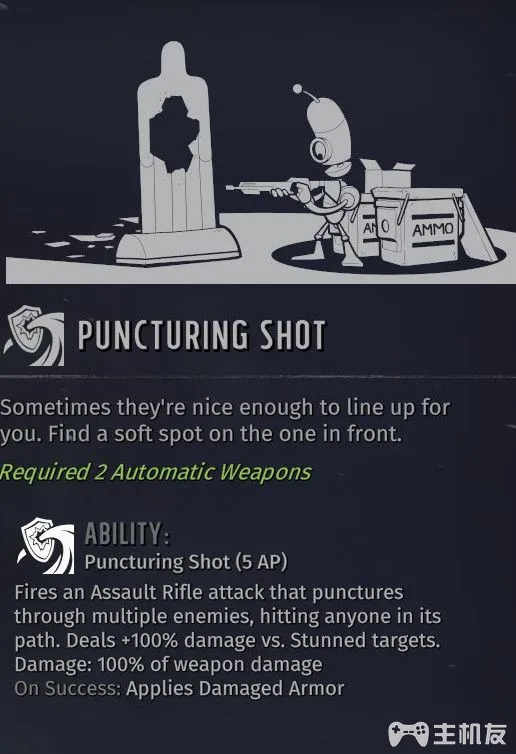 AN
AMMO
PUNCTURING SHOT
Sometimes they're nice enough to line up for
you. Find a soft spot on the one in front.
Required 2 Automatic Weapons
ABILITY:
Puncturing Shot (5 AP)
Fires an Assault Rifle attack that punctures
through multiple enemies, hitting anyone in its
path. Deals +100% damage vs. Stunned targets.
Damage: 100% of weapon damage
On Success: Applies Damaged Armor
主机友